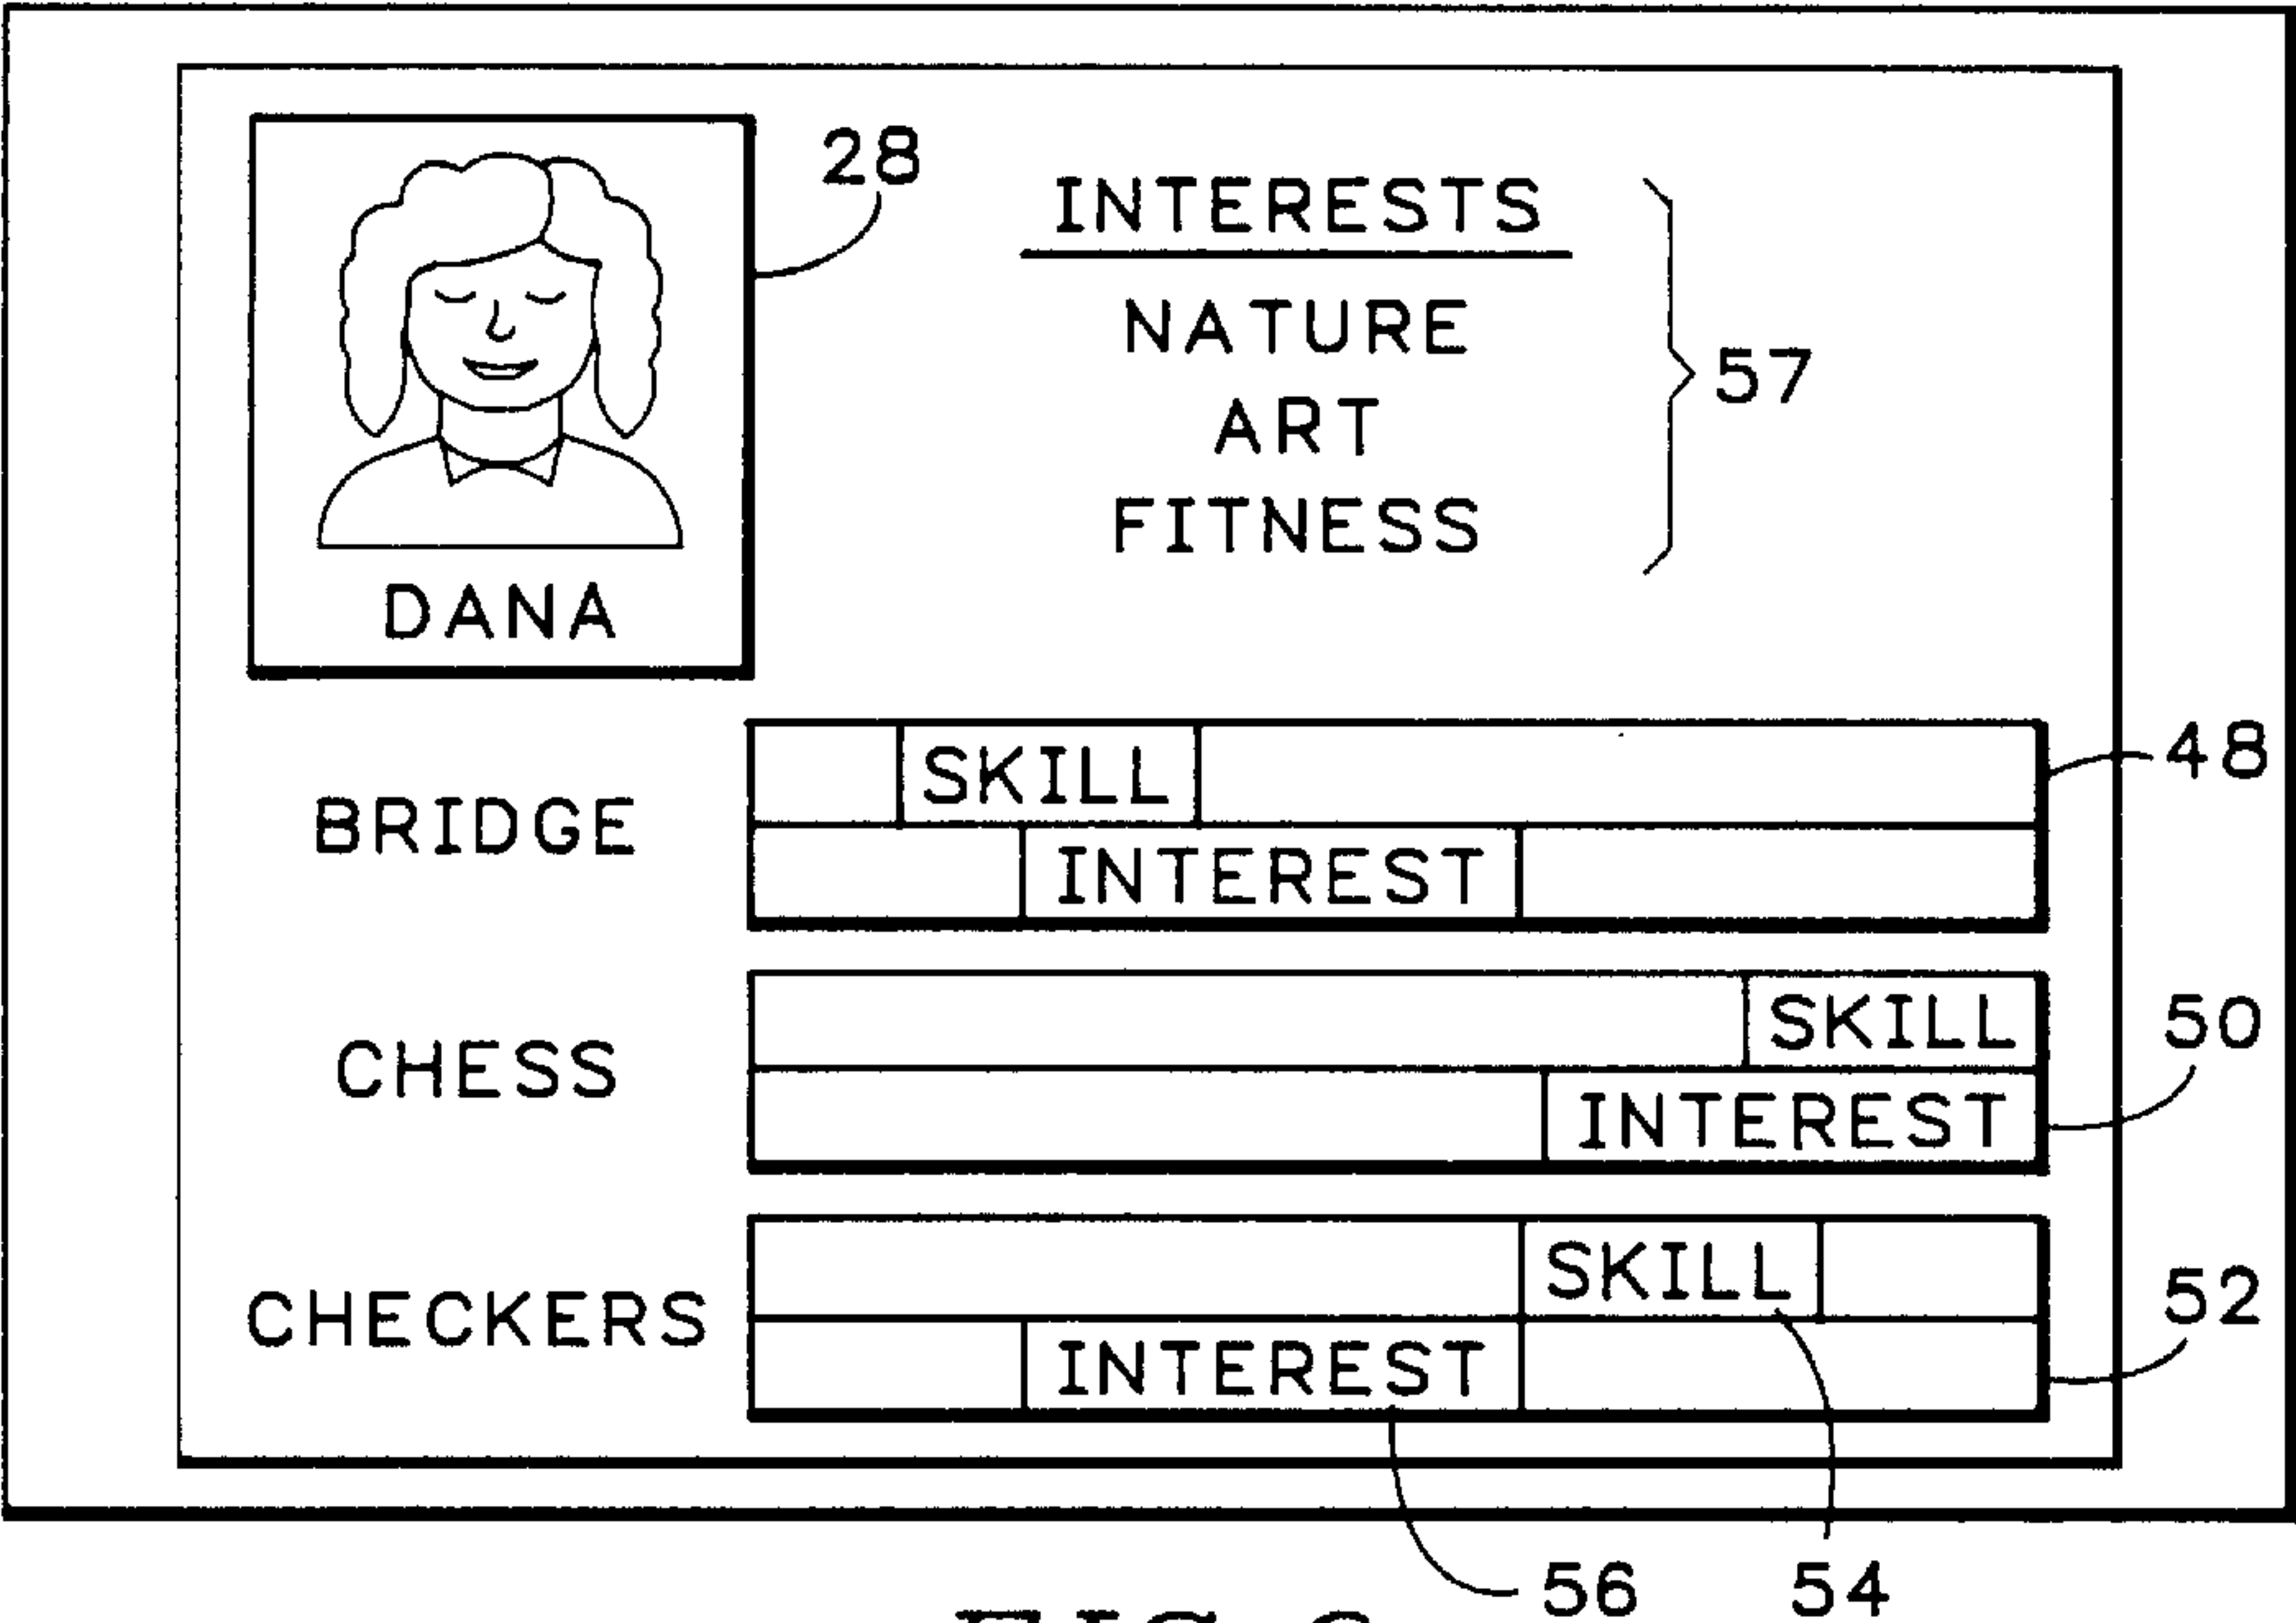 28
INTERESTS
NATURE
57
ART
FITNESS
DANA
48
SKILL
BRIDGE
INTEREST
SKILL
50
CHESS
INTEREST
SKILL
52
CHECKERS
INTEREST
56 54